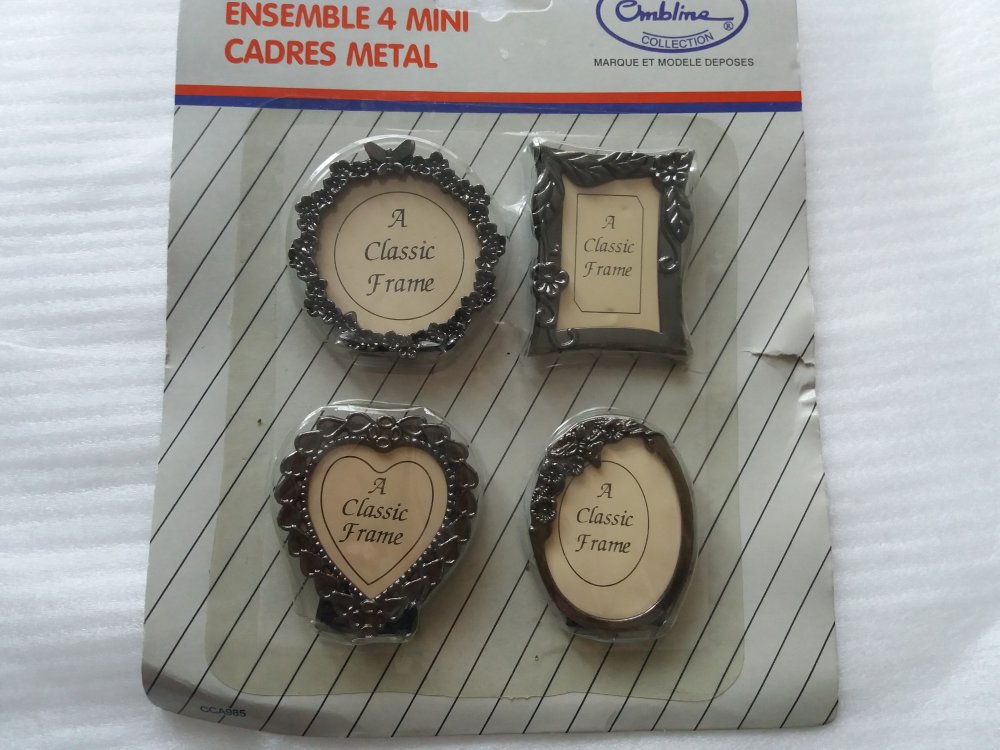 ENSEMBLE 4 MINI
CADRES METAL
Ombline
COLLECTION
®
MARQUE ET MODELE DEPOSES
A
Classic
Frame
A
Classic
Frame
A
Classic
Frame
A
Classic
Frame
CCA985